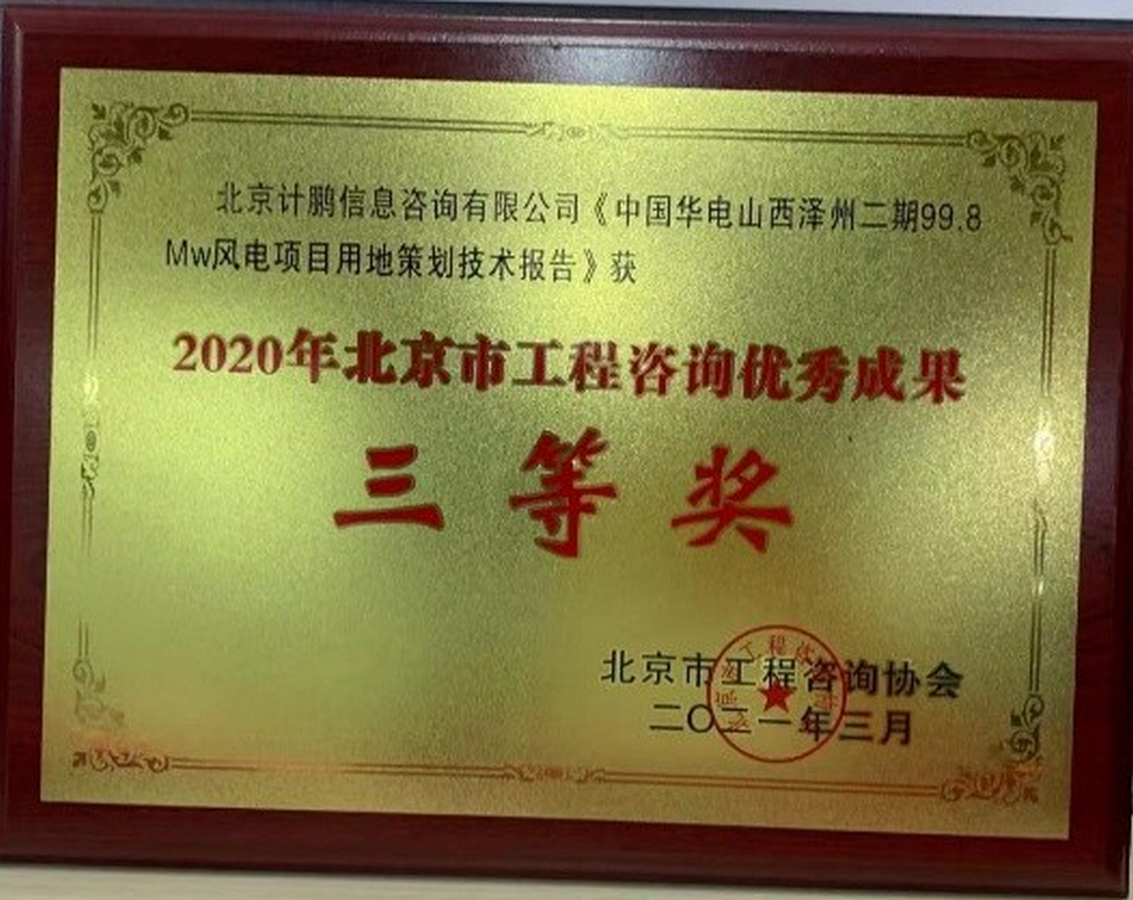 北京计鹏信息咨询有限公司《中国华电山西泽州二期99.8
Mw风电项目用地策划技术报告》获
2020年北京市工程咨询优秀成果
三等奖
北京市工程咨询协会
二〇二一年三月